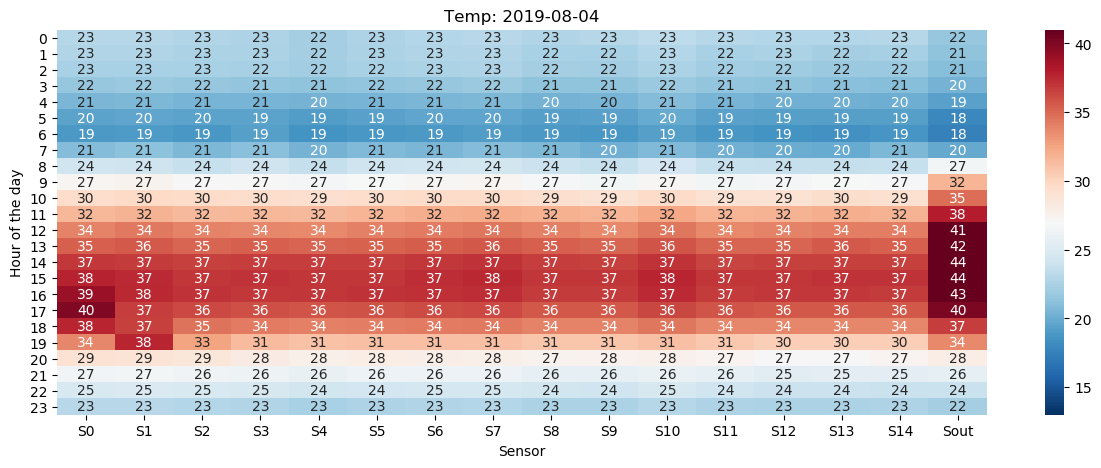 Temp: 2019-08-04
0 23 23 23 23 22 23 23 23 23 23 23 23 23 23 23 22
1 23 23 23 23 22 23 23 23 22 22 23 22 23 23 22 21
2 23 23 23 22 22 22 23 23 22 22 22 22 22 22 22 21
3 22 22 22 22 21 21 22 22 21 21 22 21 21 21 21 20
4 21 21 21 21 20 21 21 21 20 20 21 21 20 20 20 19
5 20 20 20 19 19 19 20 20 19 19 20 19 19 19 19 18
6 19 19 19 19 19 19 19 19 19 19 19 19 19 19 19 18
7 21 21 21 21 20 21 21 21 21 20 21 20 20 20 21 20
8 24 24 24 24 24 24 24 24 24 24 24 24 24 24 24 27
9 27 27 27 27 27 27 27 27 27 27 27 27 27 27 27 32
10 30 30 30 30 29 30 30 30 29 29 30 29 29 30 29 35
11 32 32 32 32 32 32 32 32 32 32 32 32 32 32 32 38
12 34 34 34 34 34 34 34 34 34 34 34 34 34 34 34 41
13 35 36 35 35 35 35 35 36 35 35 36 35 35 36 35 42
14 37 37 37 37 37 37 37 37 37 37 37 37 37 37 37 44
15 38 37 37 37 37 37 37 38 37 37 38 37 37 37 37 44
16 39 38 37 37 37 37 37 37 37 37 37 37 37 37 37 43
17 40 37 36 36 36 36 36 36 36 36 36 36 36 36 36 40
18 38 37 35 34 34 34 34 34 34 34 34 34 34 34 34 37
19 34 38 33 31 31 31 31 31 31 31 31 31 30 30 30 34
20 29 29 29 28 28 28 28 28 27 28 28 27 27 27 27 28
21 27 27 26 26 26 26 26 26 26 26 26 26 25 25 25 26
22 25 25 25 25 24 24 25 25 24 24 25 24 24 24 24 24
23 23 23 23 23 23 23 23 23 23 23 23 23 23 23 23 22
S0 S1 S2 S3 S4 S5 S6 S7 S8 S9 S10 S11 S12 S13 S14 Sout
Sensor
Hour of the day
40
35
30
25
20
15